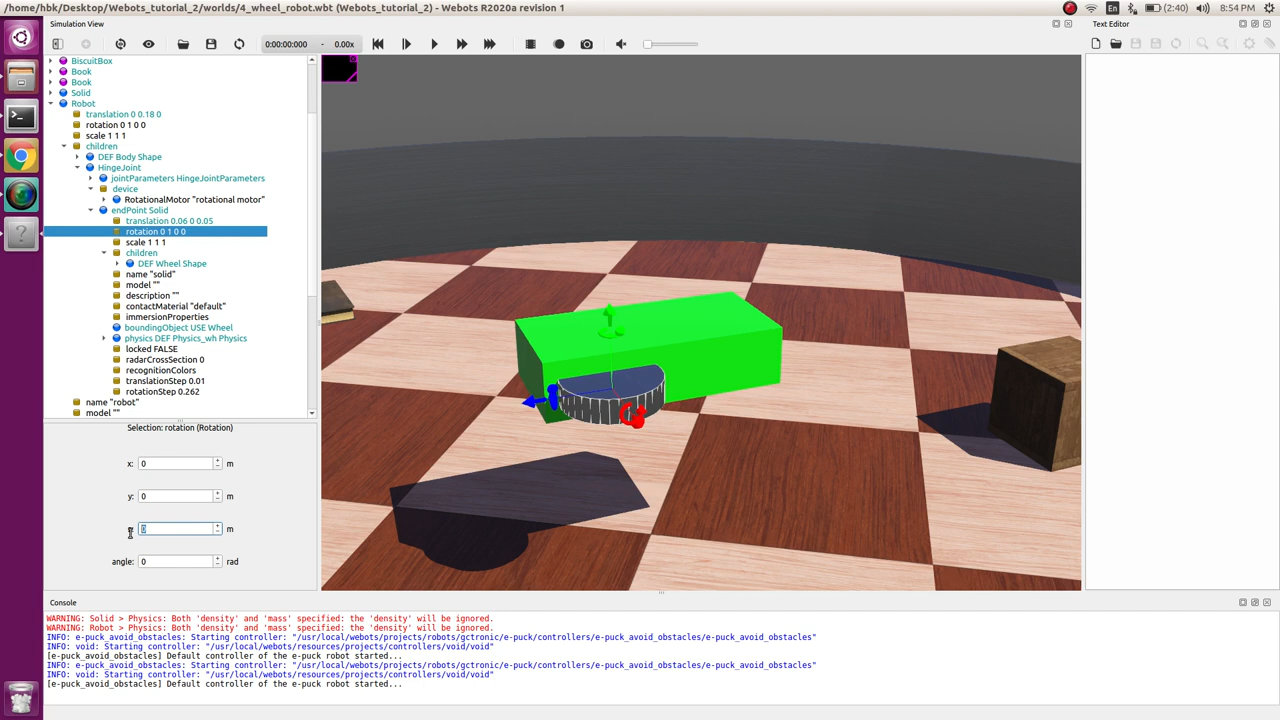 /home/hbk/Desktop/Webots_tutorial_2/worlds/4_wheel_robot.wbt (Webots_tutorial_2) - Webots R2020a revision 1
En
(2:40)
8:54 PM
Simulation View
Text Editor
0:00:00:000 - 0.00x
BiscuitBox
Book
Book
Solid
Robot
translation 0 0.18 0
rotation 0 1 0 0
scale 1 1 1
children
DEF Body Shape
HingeJoint
jointParameters HingeJointParameters
device
RotationalMotor "rotational motor"
endPoint Solid
translation 0.06 0 0.05
rotation 0 1 0 0
scale 1 1 1
children
DEF Wheel Shape
name "solid"
model ""
description ""
contactMaterial "default"
immersionProperties
boundingObject USE Wheel
physics DEF Physics_wh Physics
locked FALSE
radarCrossSection 0
recognitionColors
translationStep 0.01
rotationStep 0.262
name "robot"
model ""
Selection: rotation (Rotation)
x: 0 m
y: 0 m
0 m
angle: 0 rad
Console
WARNING: Solid > Physics: Both 'density' and 'mass' specified: the 'density' will be ignored.
WARNING: Robot > Physics: Both 'density' and 'mass' specified: the 'density' will be ignored.
INFO: e-puck_avoid_obstacles: Starting controller: "/usr/local/webots/projects/robots/gctronic/e-puck/controllers/e-puck_avoid_obstacles/e-puck_avoid_obstacles"
INFO: void: Starting controller: "/usr/local/webots/resources/projects/controllers/void/void"
[e-puck_avoid_obstacles] Default controller of the e-puck robot started...
INFO: e-puck_avoid_obstacles: Starting controller: "/usr/local/webots/projects/robots/gctronic/e-puck/controllers/e-puck_avoid_obstacles/e-puck_avoid_obstacles"
INFO: void: Starting controller: "/usr/local/webots/resources/projects/controllers/void/void"
[e-puck_avoid_obstacles] Default controller of the e-puck robot started...